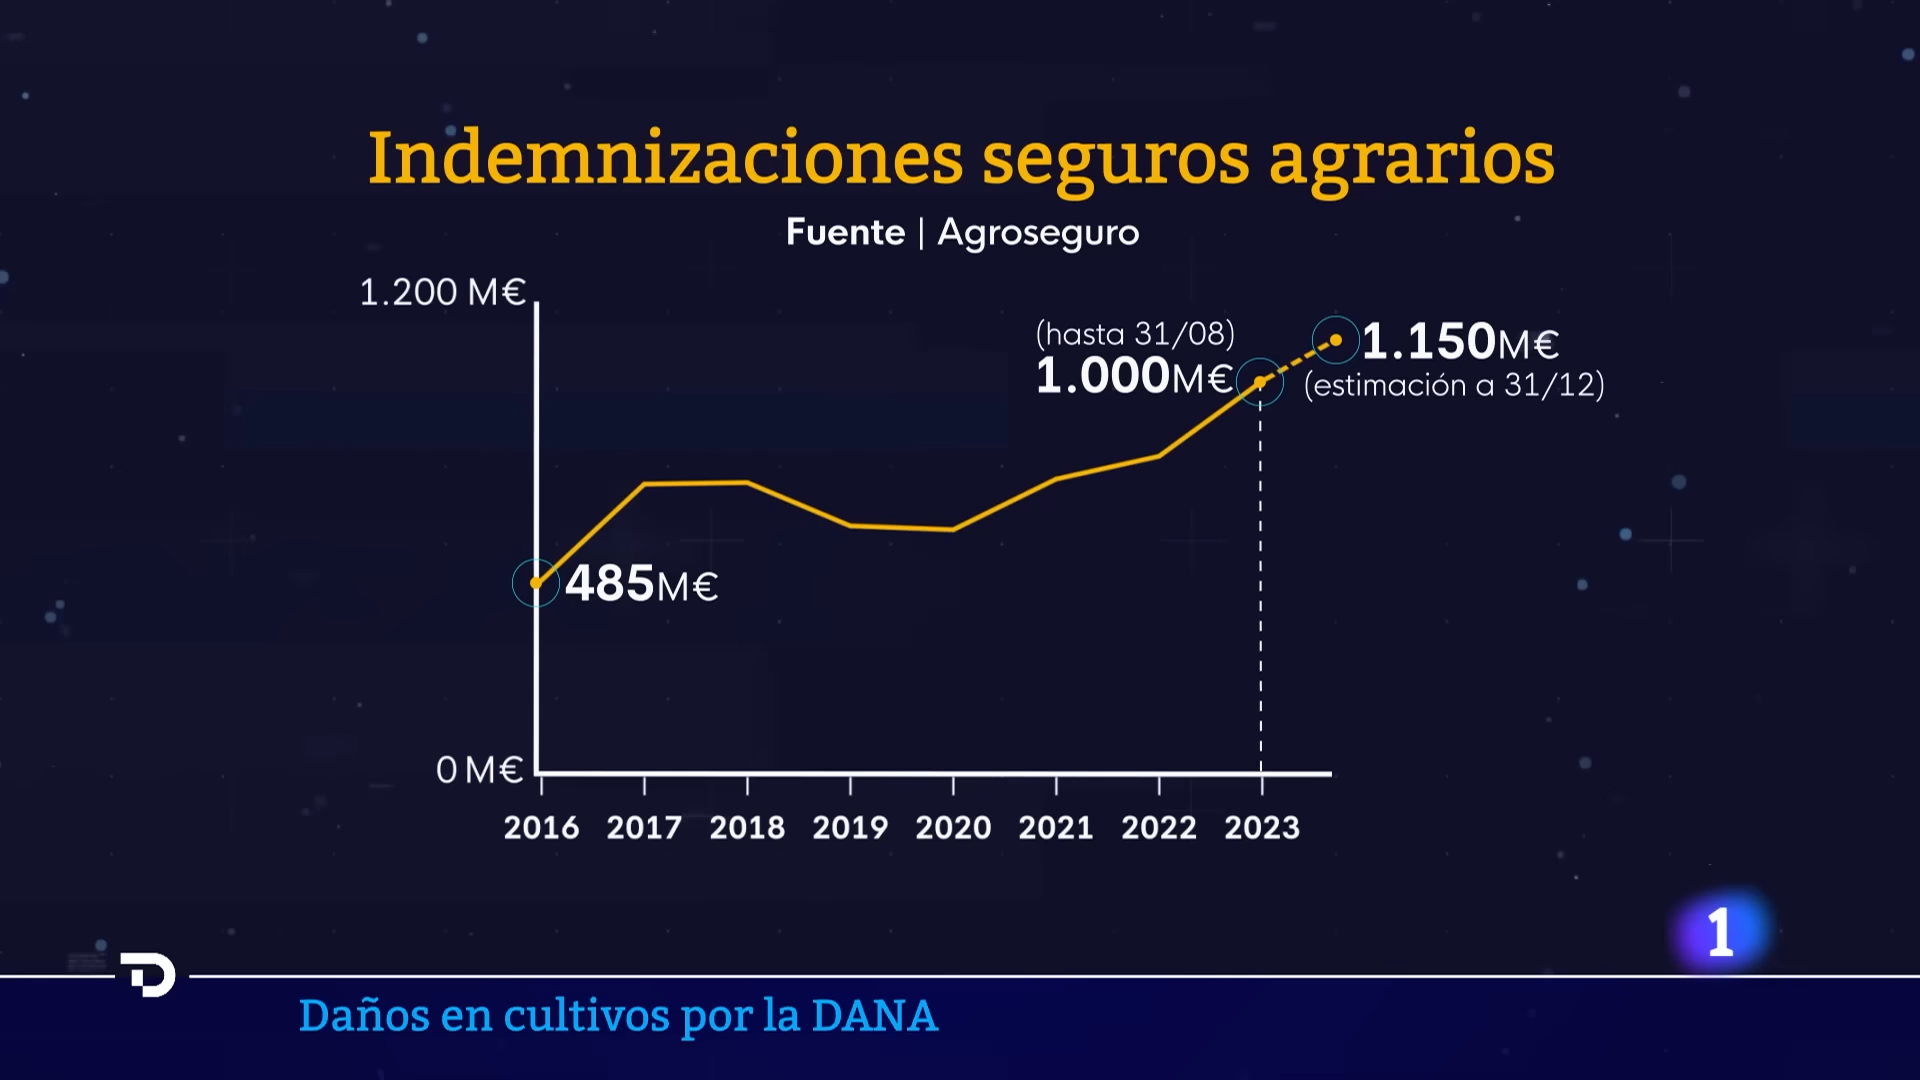 Indemnizaciones seguros agrarios
Fuente | Agroseguro
1.200 M€
(hasta 31/08)
1.000M€
1.150M€
(estimación a 31/12)
485M€
0 M€
2016 2017 2018 2019 2020 2021 2022 2023
1
Daños en cultivos por la DANA